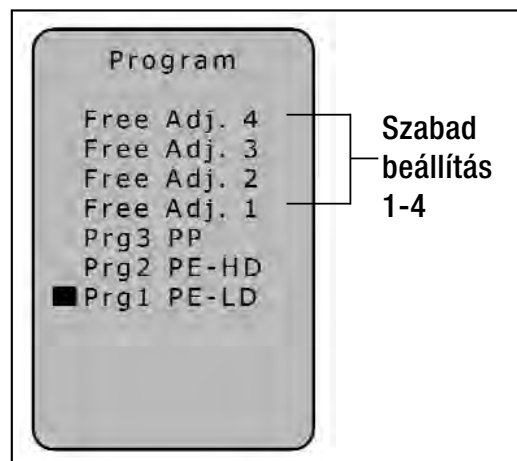 Program
Free Adj. 4
Free Adj. 3
Free Adj. 2
Free Adj. 1
Prg3 PP
Prg2 PE-HD
Prg1 PE-LD
Szabad
beállítás
1-4